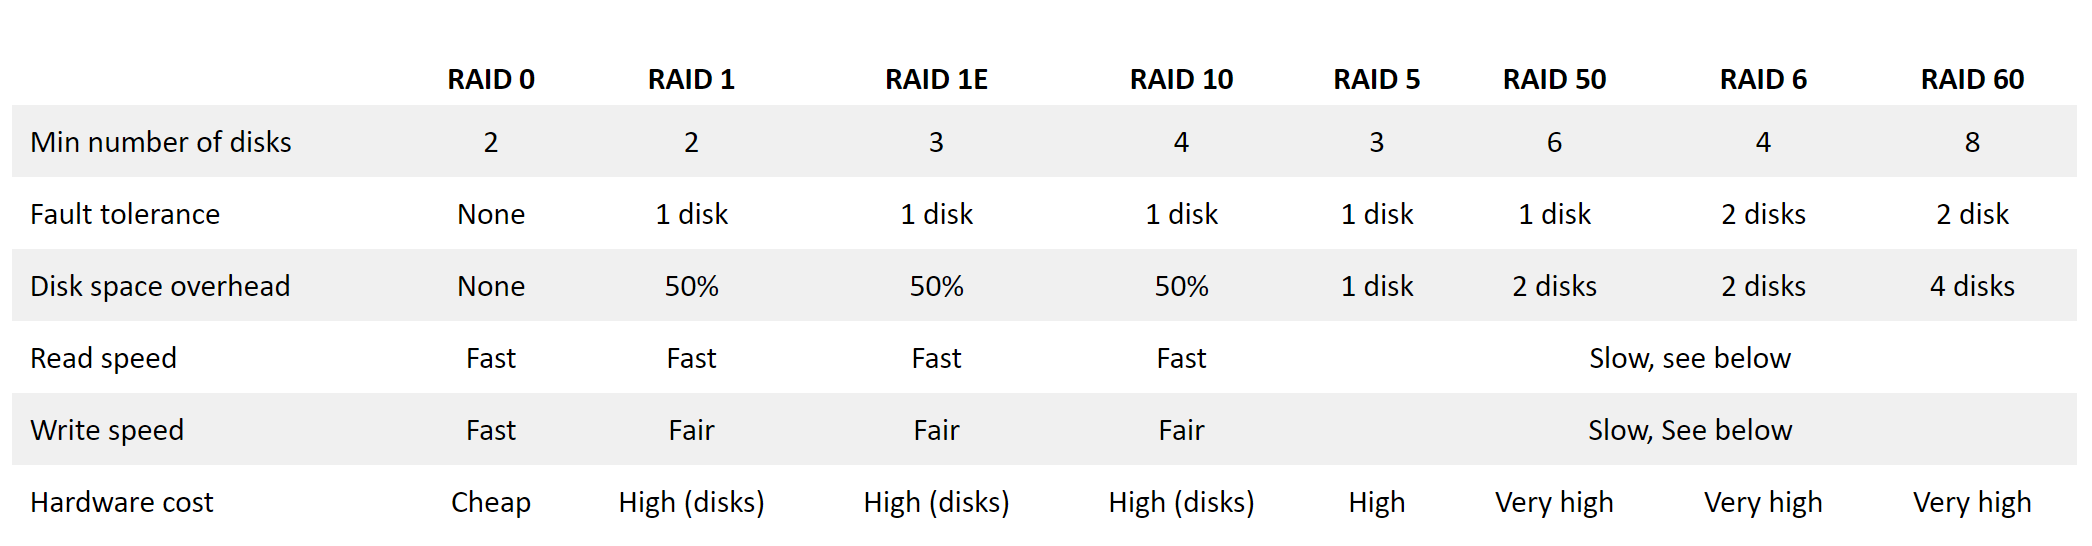 RAID 0 RAID 1 RAID 1E RAID 10 RAID 5 RAID 50 RAID 6 RAID 60
Min number of disks 2 2 3 4 3 6 4 8
Fault tolerance None 1 disk 1 disk 1 disk 1 disk 1 disk 2 disks 2 disk
Disk space overhead None 50% 50% 50% 1 disk 2 disks 2 disks 4 disks
Read speed Fast Fast Fast Fast Slow, see below
Write speed Fast Fair Fair Fair Slow, See below
Hardware cost Cheap High (disks) High (disks) High (disks) High Very high Very high Very high